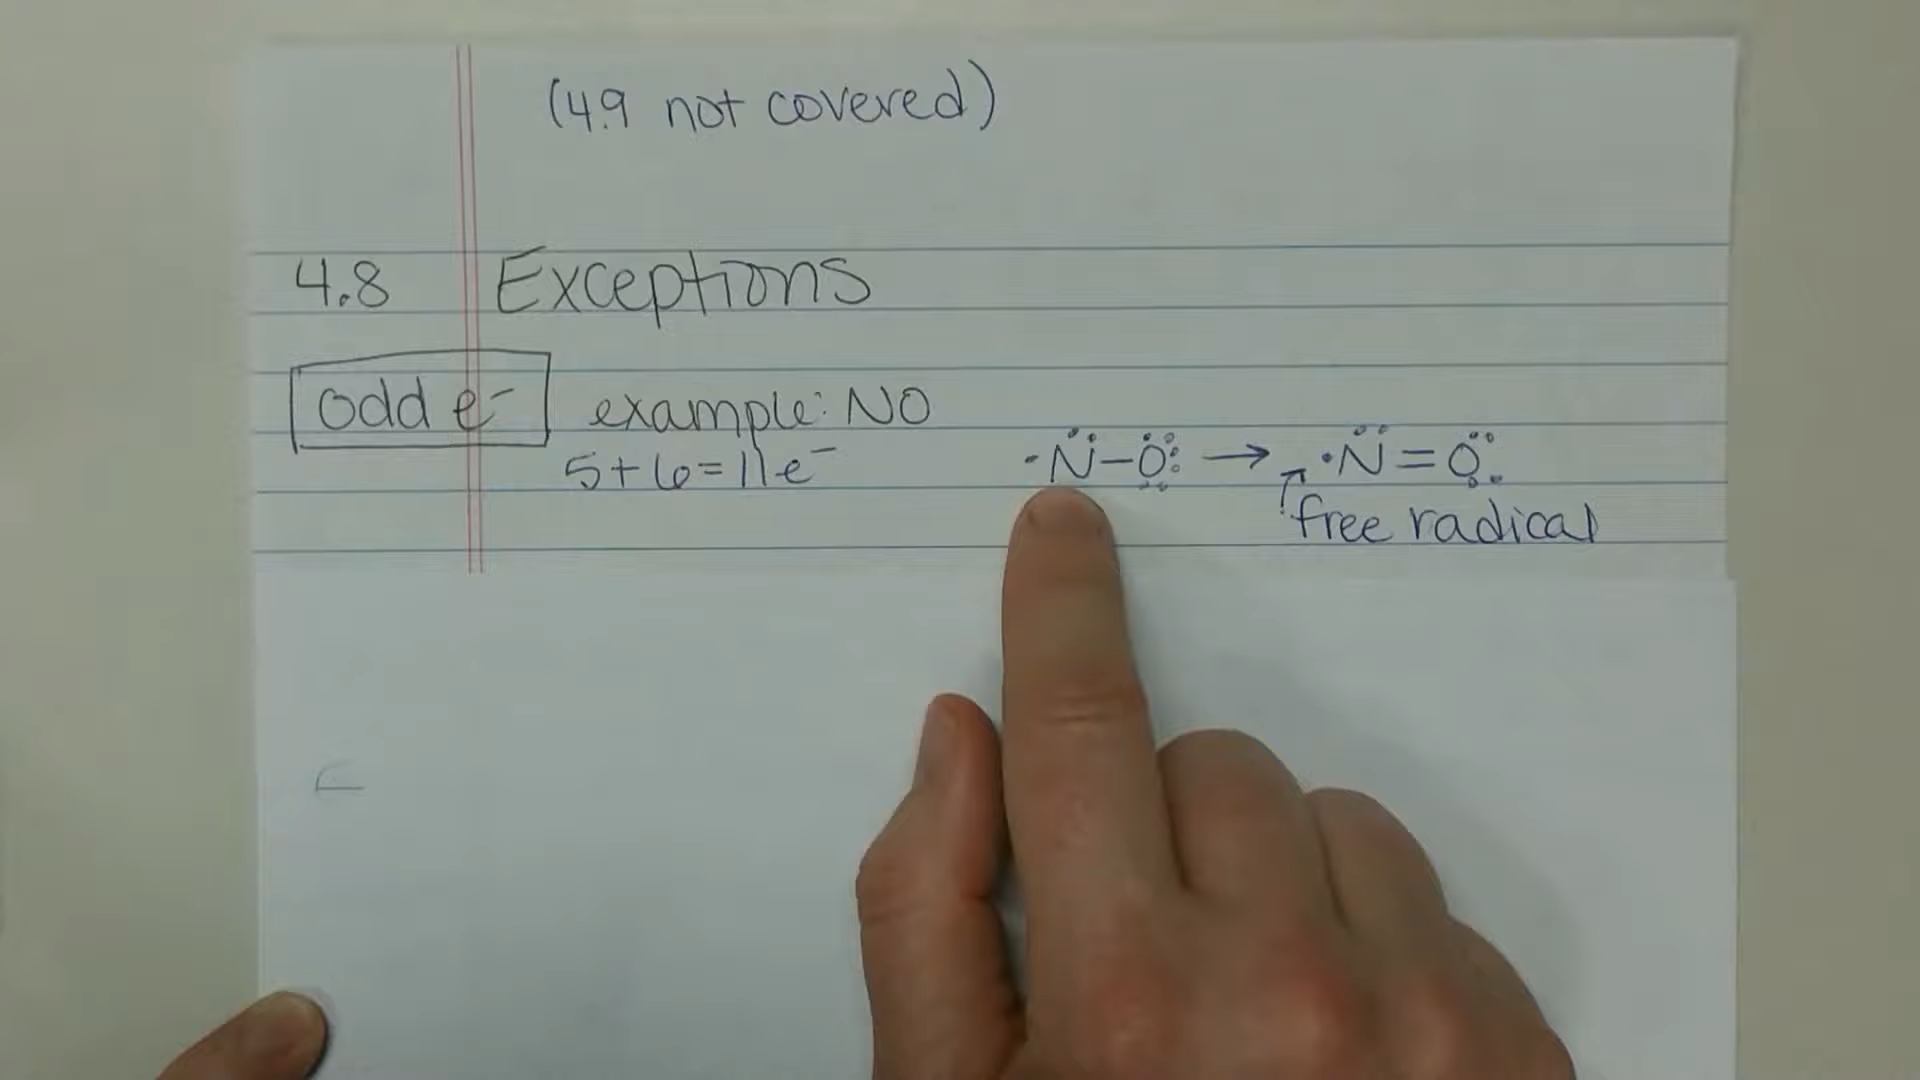 (4.9 not covered)
4.8 Exceptions
odd e⁻ example: NO
5+6=11e⁻ ·N̈–Ö: → ·N̈=Ö
free radical